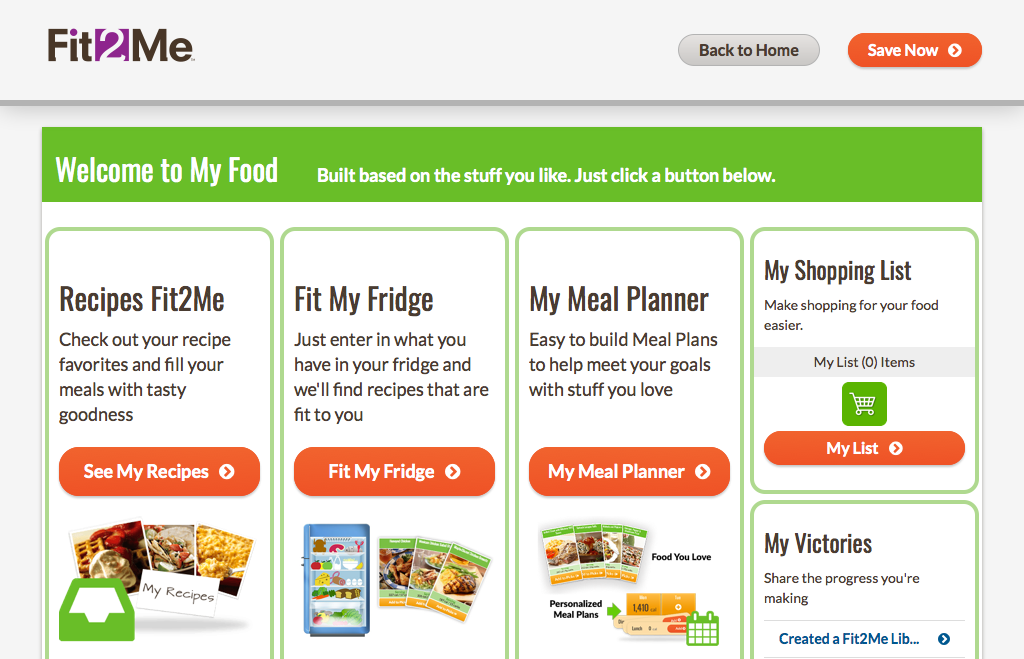 Fit2Me
Back to Home
Save Now
Welcome to My Food
Built based on the stuff you like. Just click a button below.
Recipes Fit2Me
Check out your recipe
favorites and fill your
meals with tasty
goodness
See My Recipes
My Recipes
Fit My Fridge
Just enter in what you
have in your fridge and
we'll find recipes that are
fit to you
Fit My Fridge
My Meal Planner
Easy to build Meal Plans
to help meet your goals
with stuff you love
My Meal Planner
Food You Love
Personalized
Meal Plans
1,410
Lunch
My Shopping List
Make shopping for your food
easier.
My List (0) Items
My List
My Victories
Share the progress you're
making
Created a Fit2Me Lib...